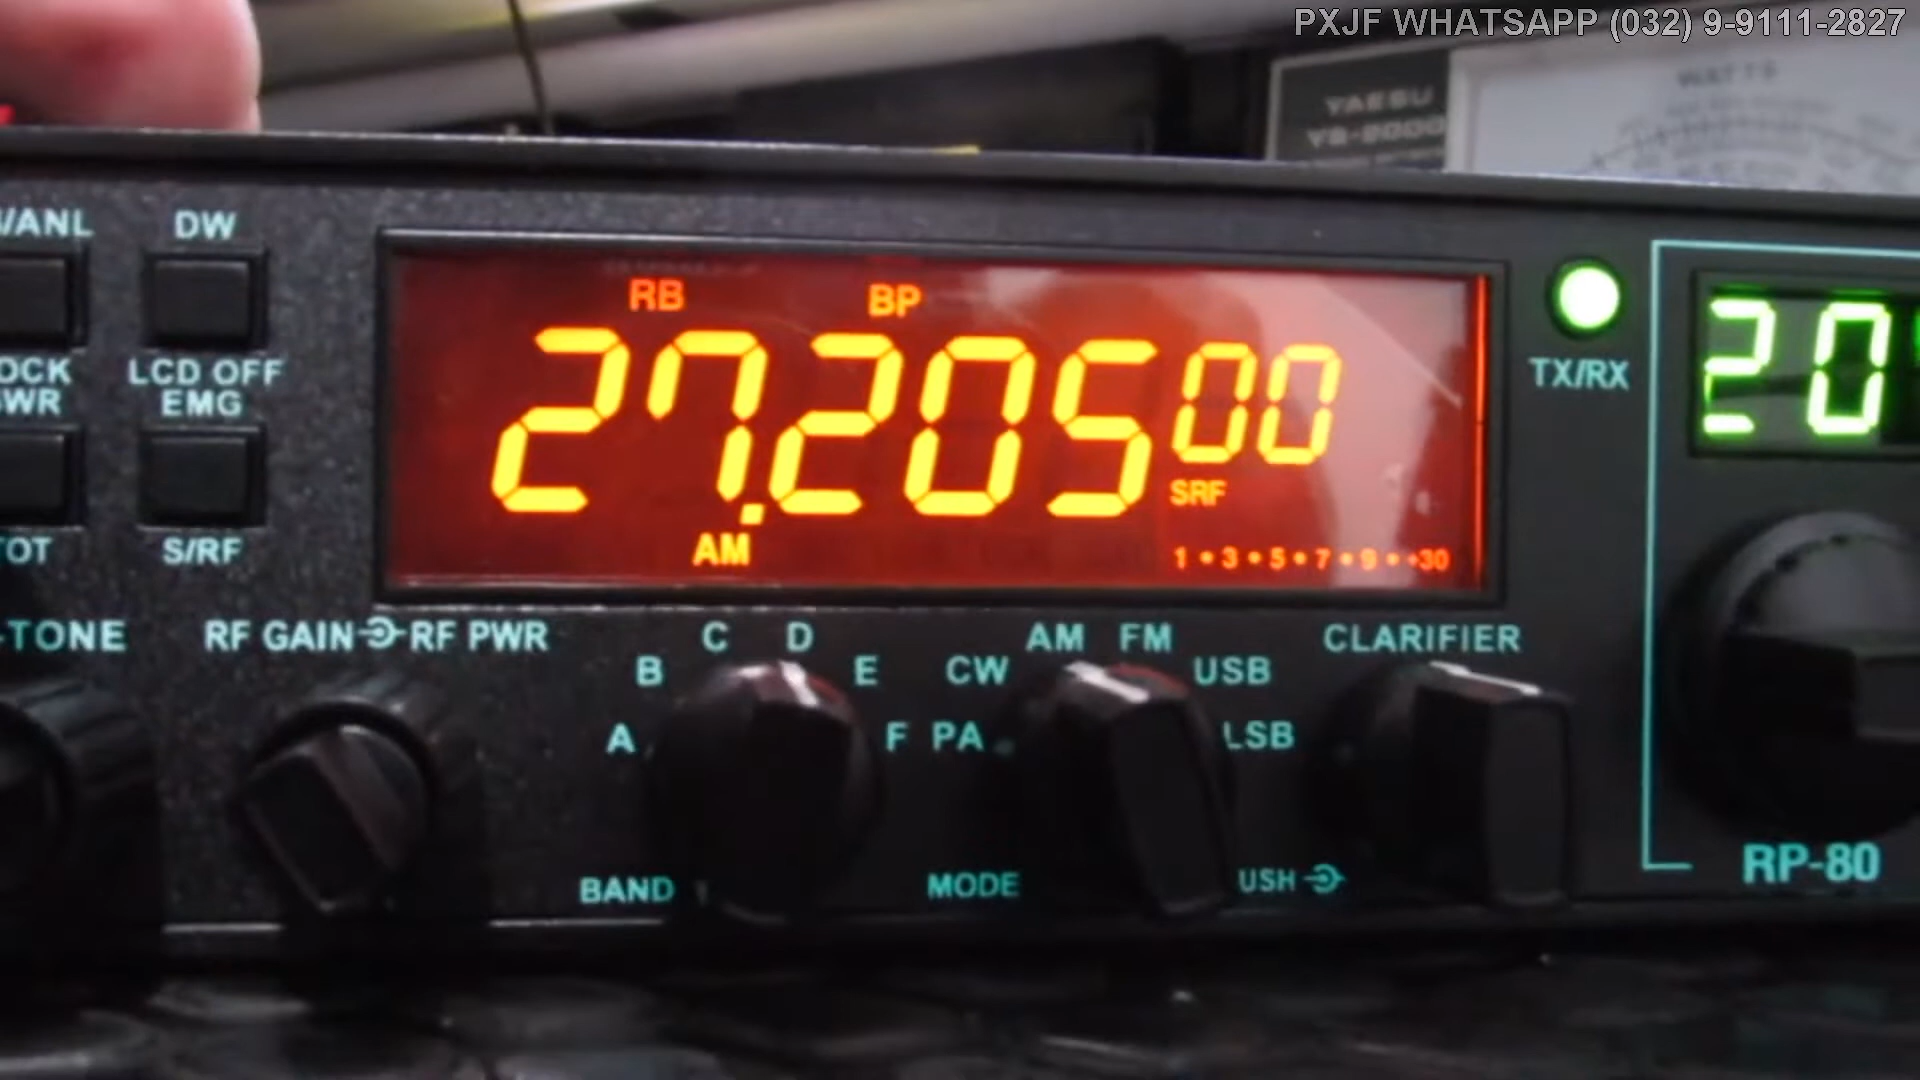 PXJF WHATSAPP (032) 9-9111-2827
WATTS
YAESU
YS-2000
/ANL DW
RB BP
27.20500
SRF
AM
1 • 3 • 5 • 7 • 9 • +30
TX/RX
20
OCK LCD OFF
WR EMG
OT S/RF
-TONE RF GAIN RF PWR
A B C D E F
BAND
PA CW AM FM USB LSB
MODE
CLARIFIER
USH
RP-80